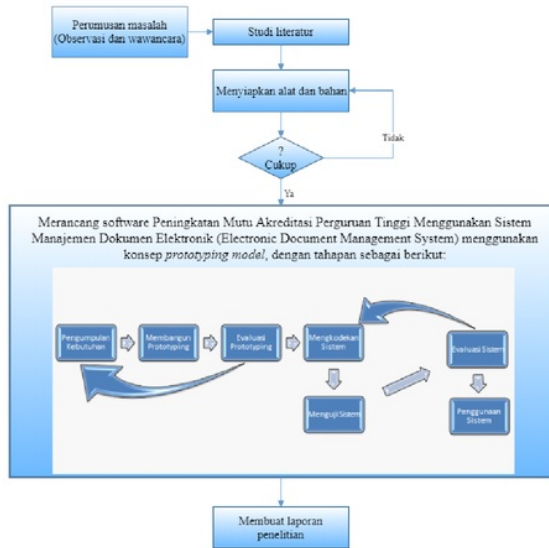 Perumusan masalah
(Observasi dan wawancara)
Studi literatur
Menyiapkan alat dan bahan
?
Cukup
Tidak
Ya
Merancang software Peningkatan Mutu Akreditasi Perguruan Tinggi Menggunakan Sistem
Manajemen Dokumen Elektronik (Electronic Document Management System) menggunakan
konsep prototyping model, dengan tahapan sebagai berikut:
Pengumpulan
Kebutuhan
Membangun
Prototyping
Evaluasi
Prototyping
Mengkodekan
Sistem
Menguji Sistem
Evaluasi Sistem
Penggunaan
Sistem
Membuat laporan
penelitian